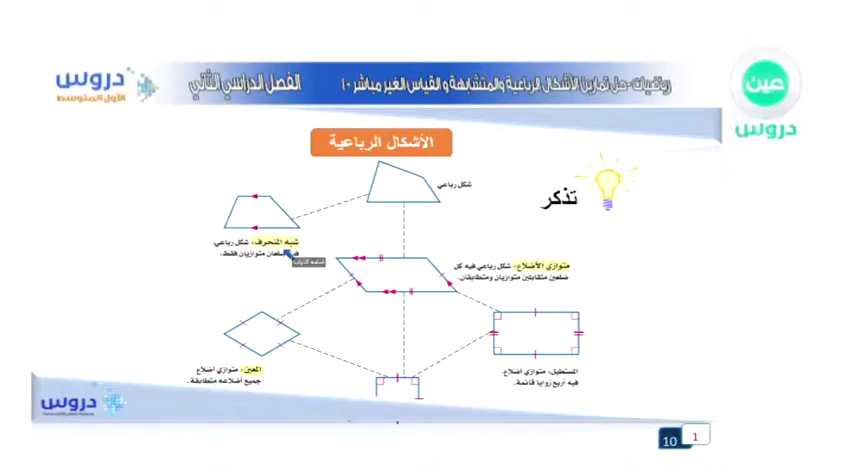 دروس
الأول المتوسط
الفصل الدراسي الثاني
رياضيات - حل تمارين الأشكال الرباعية والمتشابهة و القياس الغير مباشر ١٠
عين
دروس
الأشكال الرباعية
تذكر
شكل رباعي
شبه المنحرف، شكل رباعي
فيه ضلعان متوازيان فقط.
متوازي الأضلاع، شكل رباعي فيه كل
ضلعين متقابلين متوازيان ومتطابقان.
المعين، متوازي أضلاع
جميع أضلاعه متطابقة.
المستطيل، متوازي أضلاع.
فيه أربع زوايا قائمة.
دروس
10
1